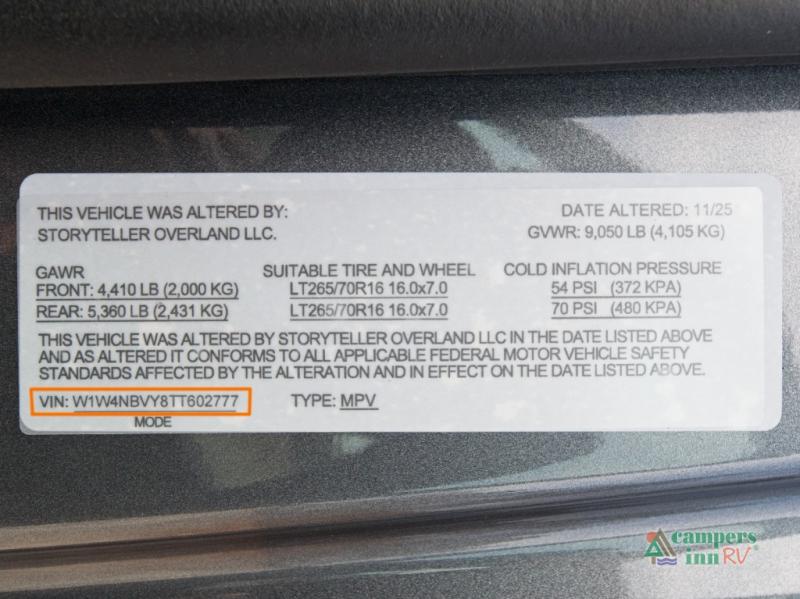 THIS VEHICLE WAS ALTERED BY: DATE ALTERED: 11/25
STORYTELLER OVERLAND LLC. GVWR: 9,050 LB (4,105 KG)
GAWR SUITABLE TIRE AND WHEEL COLD INFLATION PRESSURE
FRONT: 4,410 LB (2,000 KG) LT265/70R16 16.0x7.0 54 PSI (372 KPA)
REAR: 5,360 LB (2,431 KG) LT265/70R16 16.0x7.0 70 PSI (480 KPA)
THIS VEHICLE WAS ALTERED BY STORYTELLER OVERLAND LLC IN THE DATE LISTED ABOVE
AND AS ALTERED IT CONFORMS TO ALL APPLICABLE FEDERAL MOTOR VEHICLE SAFETY
STANDARDS AFFECTED BY THE ALTERATION AND IN EFFECT ON THE DATE LISTED ABOVE.
VIN: W1W4NBVY8TT602777 TYPE: MPV
MODE
campers
inn RV